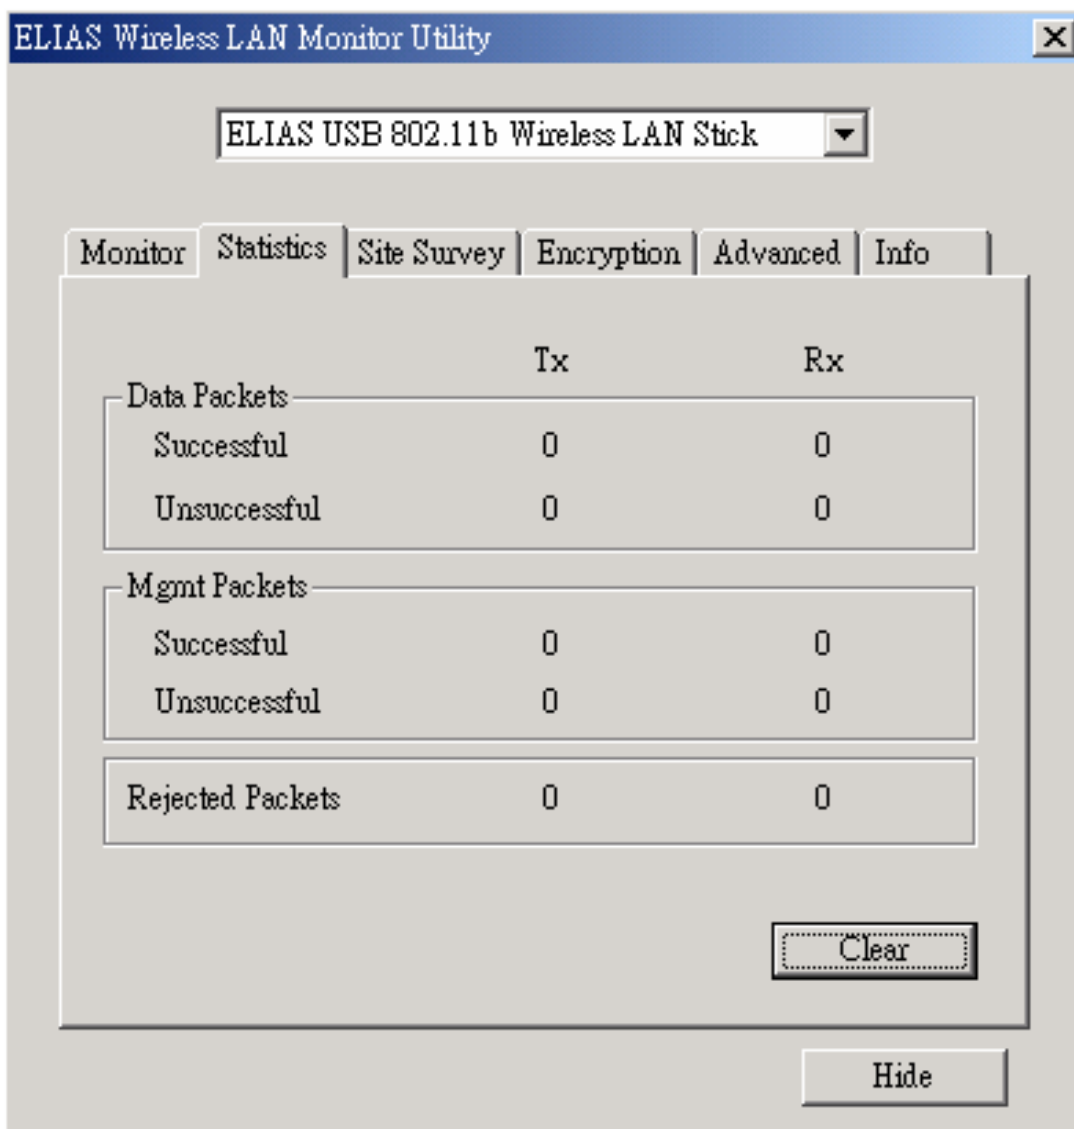 ELIAS Wireless LAN Monitor Utility
ELIAS USB 802.11b Wireless LAN Stick
Monitor Statistics Site Survey Encryption Advanced Info
Tx Rx
Data Packets
Successful 0 0
Unsuccessful 0 0
Mgmt Packets
Successful 0 0
Unsuccessful 0 0
Rejected Packets 0 0
Clear
Hide